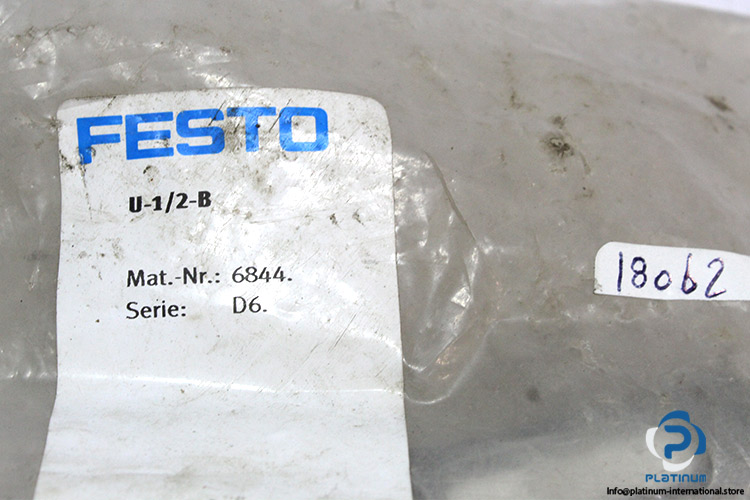 FESTO
U-1/2-B
Mat.-Nr.: 6844.
Serie: D6.
18062
PLATINUM
Info@platinum-international.store